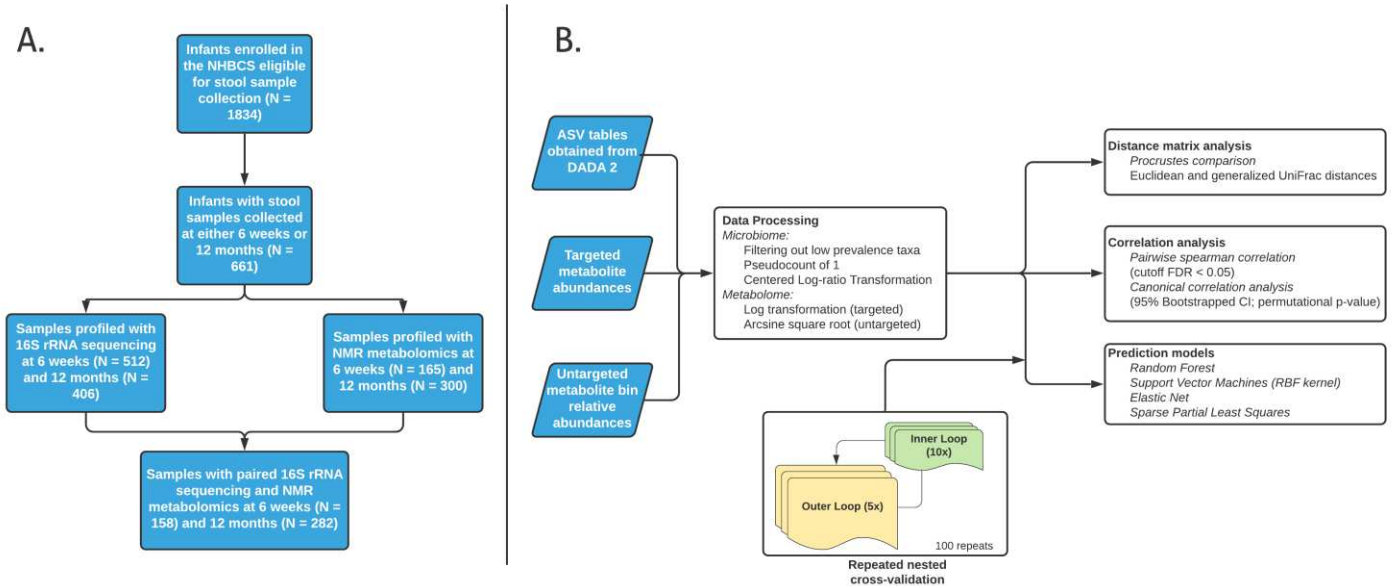 A.
Infants enrolled in
the NHBCS eligible
for stool sample
collection (N =
1834)
Infants with stool
samples collected
at either 6 weeks or
12 months (N =
661)
Samples profiled with
16S rRNA sequencing
at 6 weeks (N = 512)
and 12 months (N =
406)
Samples profiled with
NMR metabolomics at
6 weeks (N = 165) and
12 months (N = 300)
Samples with paired 16S rRNA
sequencing and NMR
metabolomics at 6 weeks (N =
158) and 12 months (N = 282)
B.
ASV tables
obtained from
DADA 2
Targeted
metabolite
abundances
Untargeted
metabolite bin
relative
abundances
Data Processing
Microbiome:
Filtering out low prevalence taxa
Pseudocount of 1
Centered Log-ratio Transformation
Metabolome:
Log transformation (targeted)
Arcsine square root (untargeted)
Inner Loop
(10x)
Outer Loop (5x)
100 repeats
Repeated nested
cross-validation
Distance matrix analysis
Procrustes comparison
Euclidean and generalized UniFrac distances
Correlation analysis
Pairwise spearman correlation
(cutoff FDR < 0.05)
Canonical correlation analysis
(95% Bootstrapped CI; permutational p-value)
Prediction models
Random Forest
Support Vector Machines (RBF kernel)
Elastic Net
Sparse Partial Least Squares